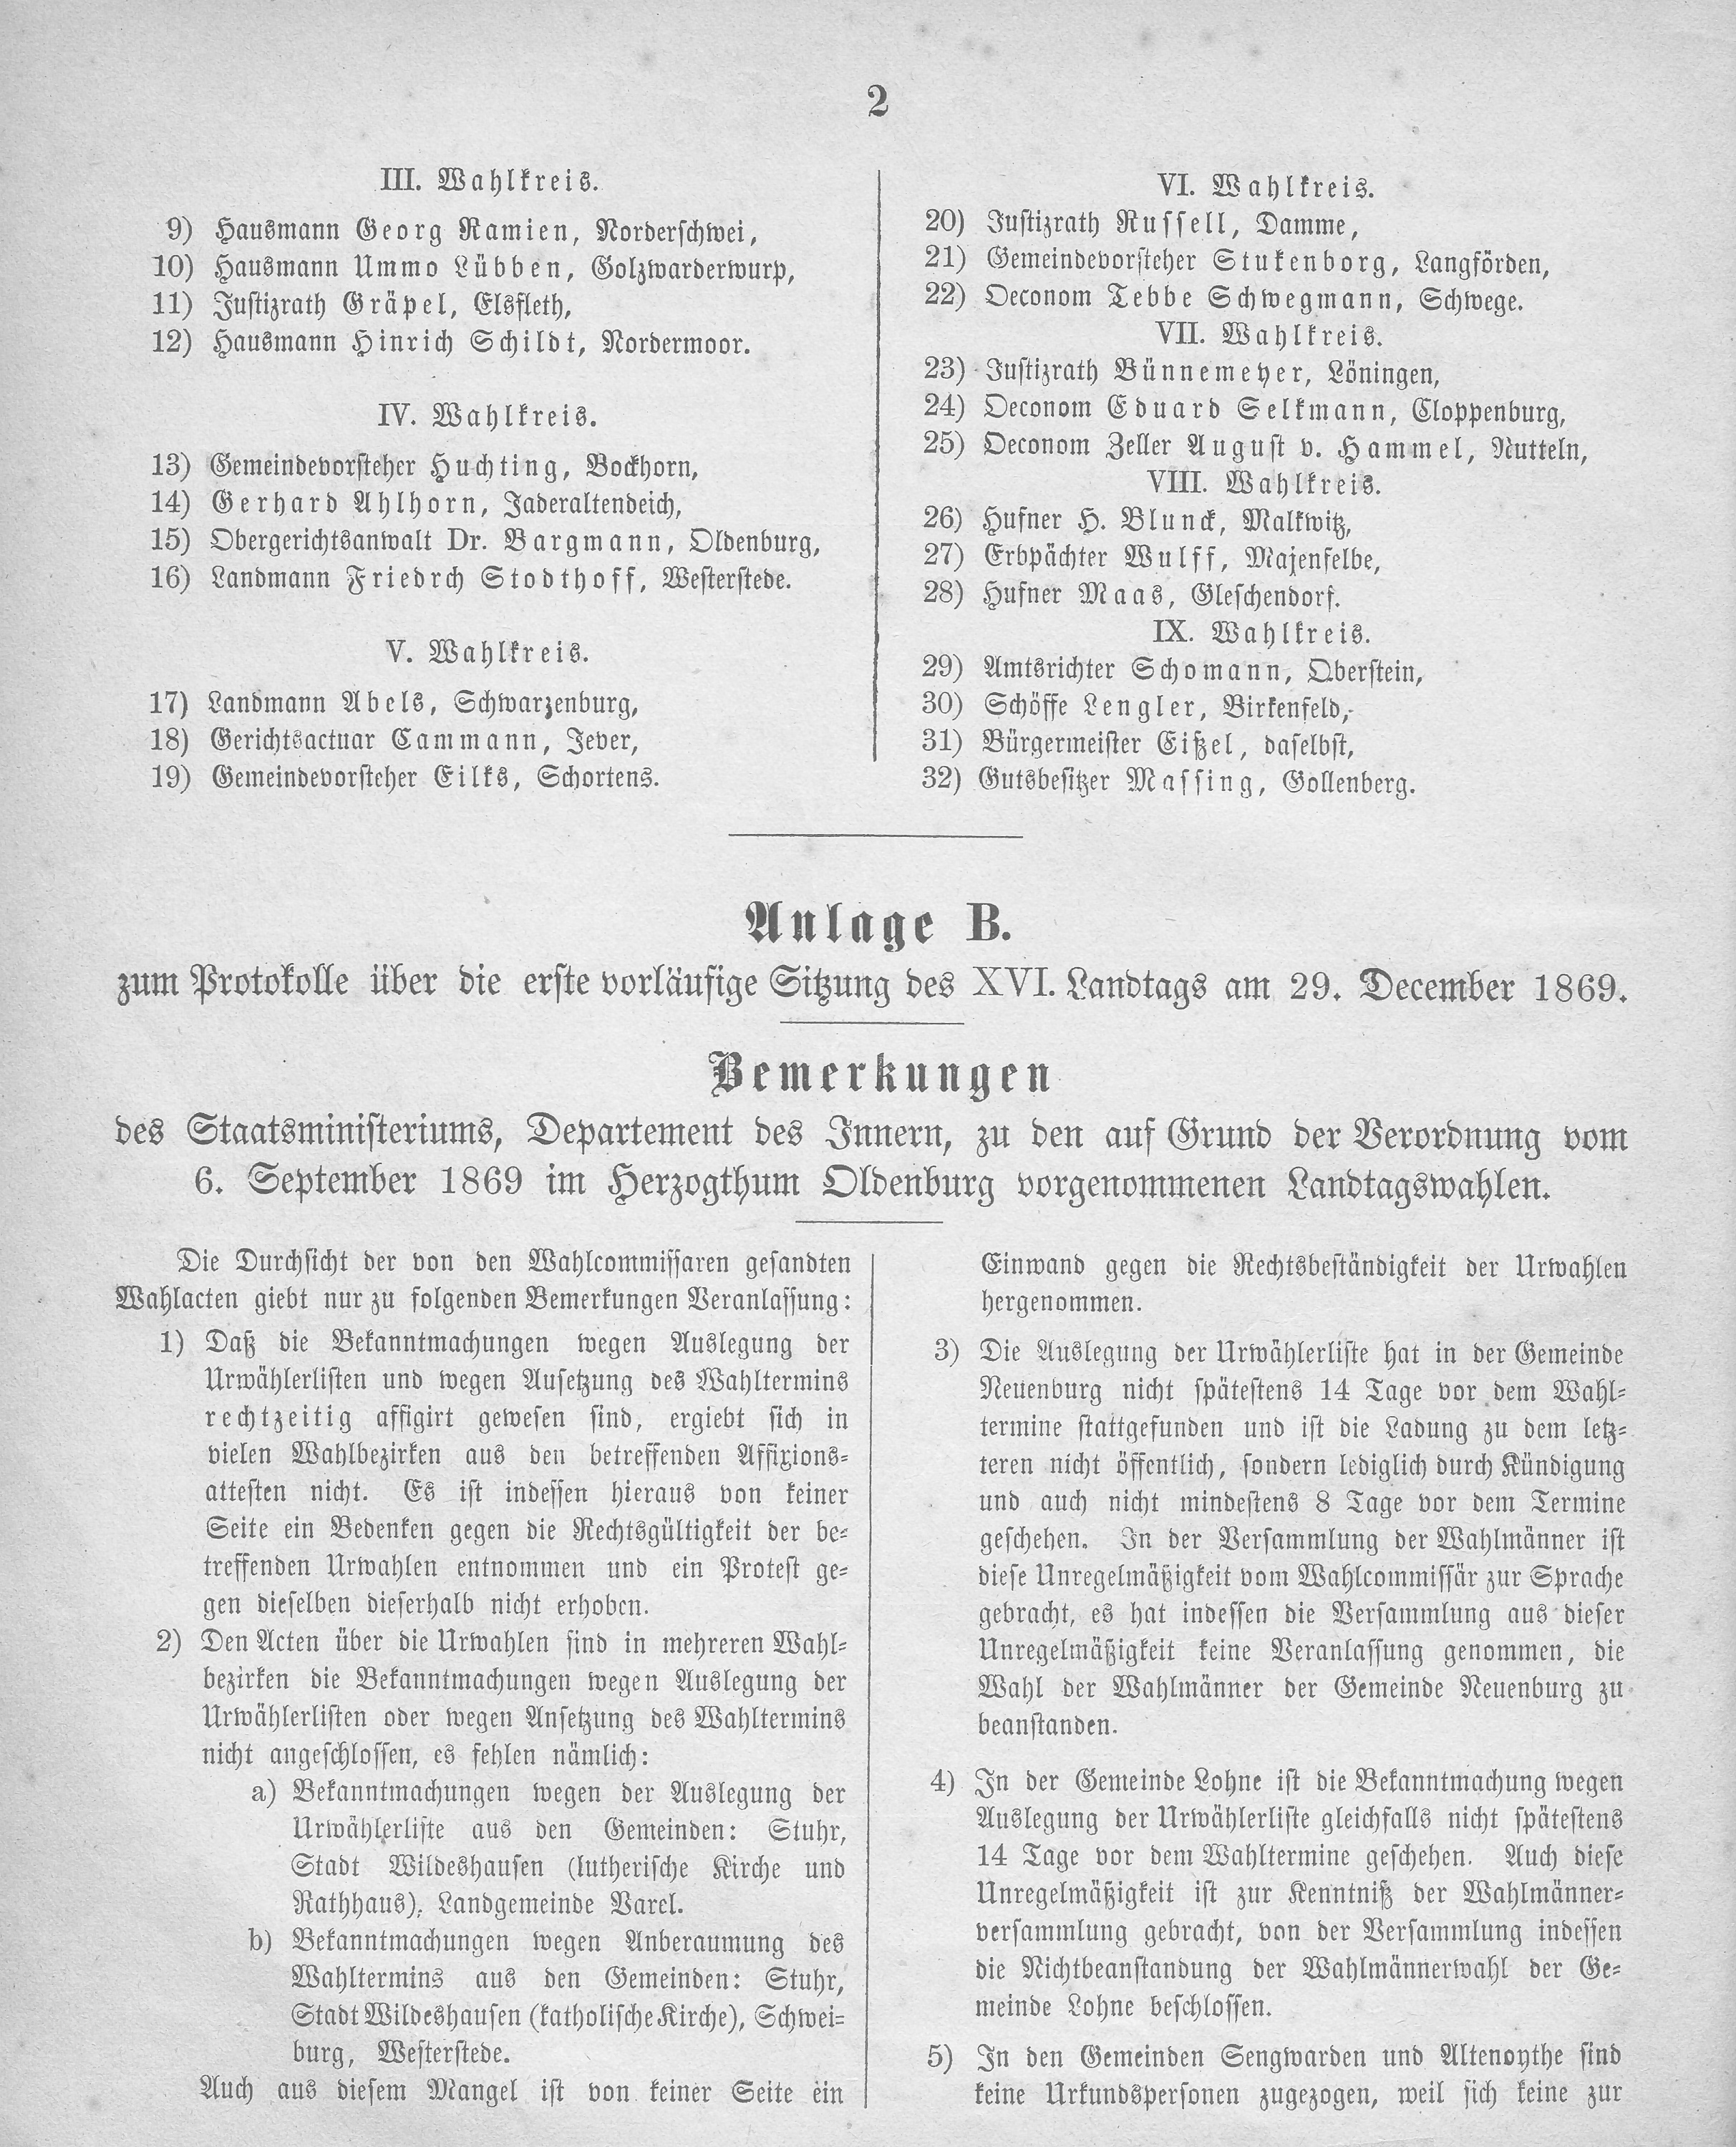 2
III. Wahlkreis.
9) Hausmann Georg Ramien, Norderschwei,
10) Hausmann Ummo Lübben, Golzwarderwurp,
11) Justizrath Gräpel, Elsfleth,
12) Hausmann Hinrich Schildt, Nordermoor.
IV. Wahlkreis.
13) Gemeindevorsteher Huchting, Bockhorn,
14) Gerhard Ahlhorn, Jaderaltendeich,
15) Obergerichtsanwalt Dr. Bargmann, Oldenburg,
16) Landmann Friedrch Stodthoff, Westerstede.
V. Wahlkreis.
17) Landmann Abels, Schwarzenburg,
18) Gerichtsactuar Cammann, Jever,
19) Gemeindevorsteher Eilks, Schortens.
VI. Wahlkreis.
20) Justizrath Russell, Damme,
21) Gemeindevorsteher Stukenborg, Langförden,
22) Oeconom Tebbe Schwegmann, Schwege.
VII. Wahlkreis.
23) Justizrath Bünnemeyer, Löningen,
24) Oeconom Eduard Selkmann, Cloppenburg,
25) Oeconom Zeller August v. Hammel, Nutteln,
VIII. Wahlkreis.
26) Hufner H. Blunck, Malkwitz,
27) Erbpächter Wulff, Majenfelbe,
28) Hufner Maas, Gleschendorf.
IX. Wahlkreis.
29) Amtsrichter Schomann, Oberstein,
30) Schöffe Lengler, Birkenfeld,
31) Bürgermeister Eißel, daselbst,
32) Gutsbesitzer Massing, Gollenberg.
Anlage B.
zum Protokolle über die erste vorläufige Sitzung des XVI. Landtags am 29. December 1869.
Bemerkungen
des Staatsministeriums, Departement des Innern, zu den auf Grund der Verordnung vom
6. September 1869 im Herzogthum Oldenburg vorgenommenen Landtagswahlen.
Die Durchsicht der von den Wahlcommissaren gesandten
Wahlacten giebt nur zu folgenden Bemerkungen Veranlassung:
1) Daß die Bekanntmachungen wegen Auslegung der
Urwählerlisten und wegen Ansetzung des Wahltermins
rechtzeitig affigirt gewesen sind, ergiebt sich in
vielen Wahlbezirken aus den betreffenden Affixions-
attesten nicht. Es ist indessen hieraus von keiner
Seite ein Bedenken gegen die Rechtsgültigkeit der be-
treffenden Urwahlen entnommen und ein Protest ge-
gen dieselben dieserhalb nicht erhoben.
2) Den Acten über die Urwahlen sind in mehreren Wahl-
bezirken die Bekanntmachungen wegen Auslegung der
Urwählerlisten oder wegen Ansetzung des Wahltermins
nicht angeschlossen, es fehlen nämlich:
a) Bekanntmachungen wegen der Auslegung der
Urwählerliste aus den Gemeinden: Stuhr,
Stadt Wildeshausen (lutherische Kirche und
Rathhaus), Landgemeinde Varel.
b) Bekanntmachungen wegen Anberaumung des
Wahltermins aus den Gemeinden: Stuhr,
Stadt Wildeshausen (katholische Kirche), Schwei-
burg, Westerstede.
Auch aus diesem Mangel ist von keiner Seite ein
Einwand gegen die Rechtsbeständigkeit der Urwahlen
hergenommen.
3) Die Auslegung der Urwählerliste hat in der Gemeinde
Neuenburg nicht spätestens 14 Tage vor dem Wahl-
termine stattgefunden und ist die Ladung zu dem letz-
teren nicht öffentlich, sondern lediglich durch Kündigung
und auch nicht mindestens 8 Tage vor dem Termine
geschehen. In der Versammlung der Wahlmänner ist
diese Unregelmäßigkeit vom Wahlcommissär zur Sprache
gebracht, es hat indessen die Versammlung aus dieser
Unregelmäßigkeit keine Veranlassung genommen, die
Wahl der Wahlmänner der Gemeinde Neuenburg zu
beanstanden.
4) In der Gemeinde Lohne ist die Bekanntmachung wegen
Auslegung der Urwählerliste gleichfalls nicht spätestens
14 Tage vor dem Wahltermine geschehen. Auch diese
Unregelmäßigkeit ist zur Kenntniß der Wahlmänner-
versammlung gebracht, von der Versammlung indessen
die Nichtbeanstandung der Wahlmännerwahl der Ge-
meinde Lohne beschlossen.
5) In den Gemeinden Sengwarden und Altenoythe sind
keine Urkundspersonen zugezogen, weil sich keine zur